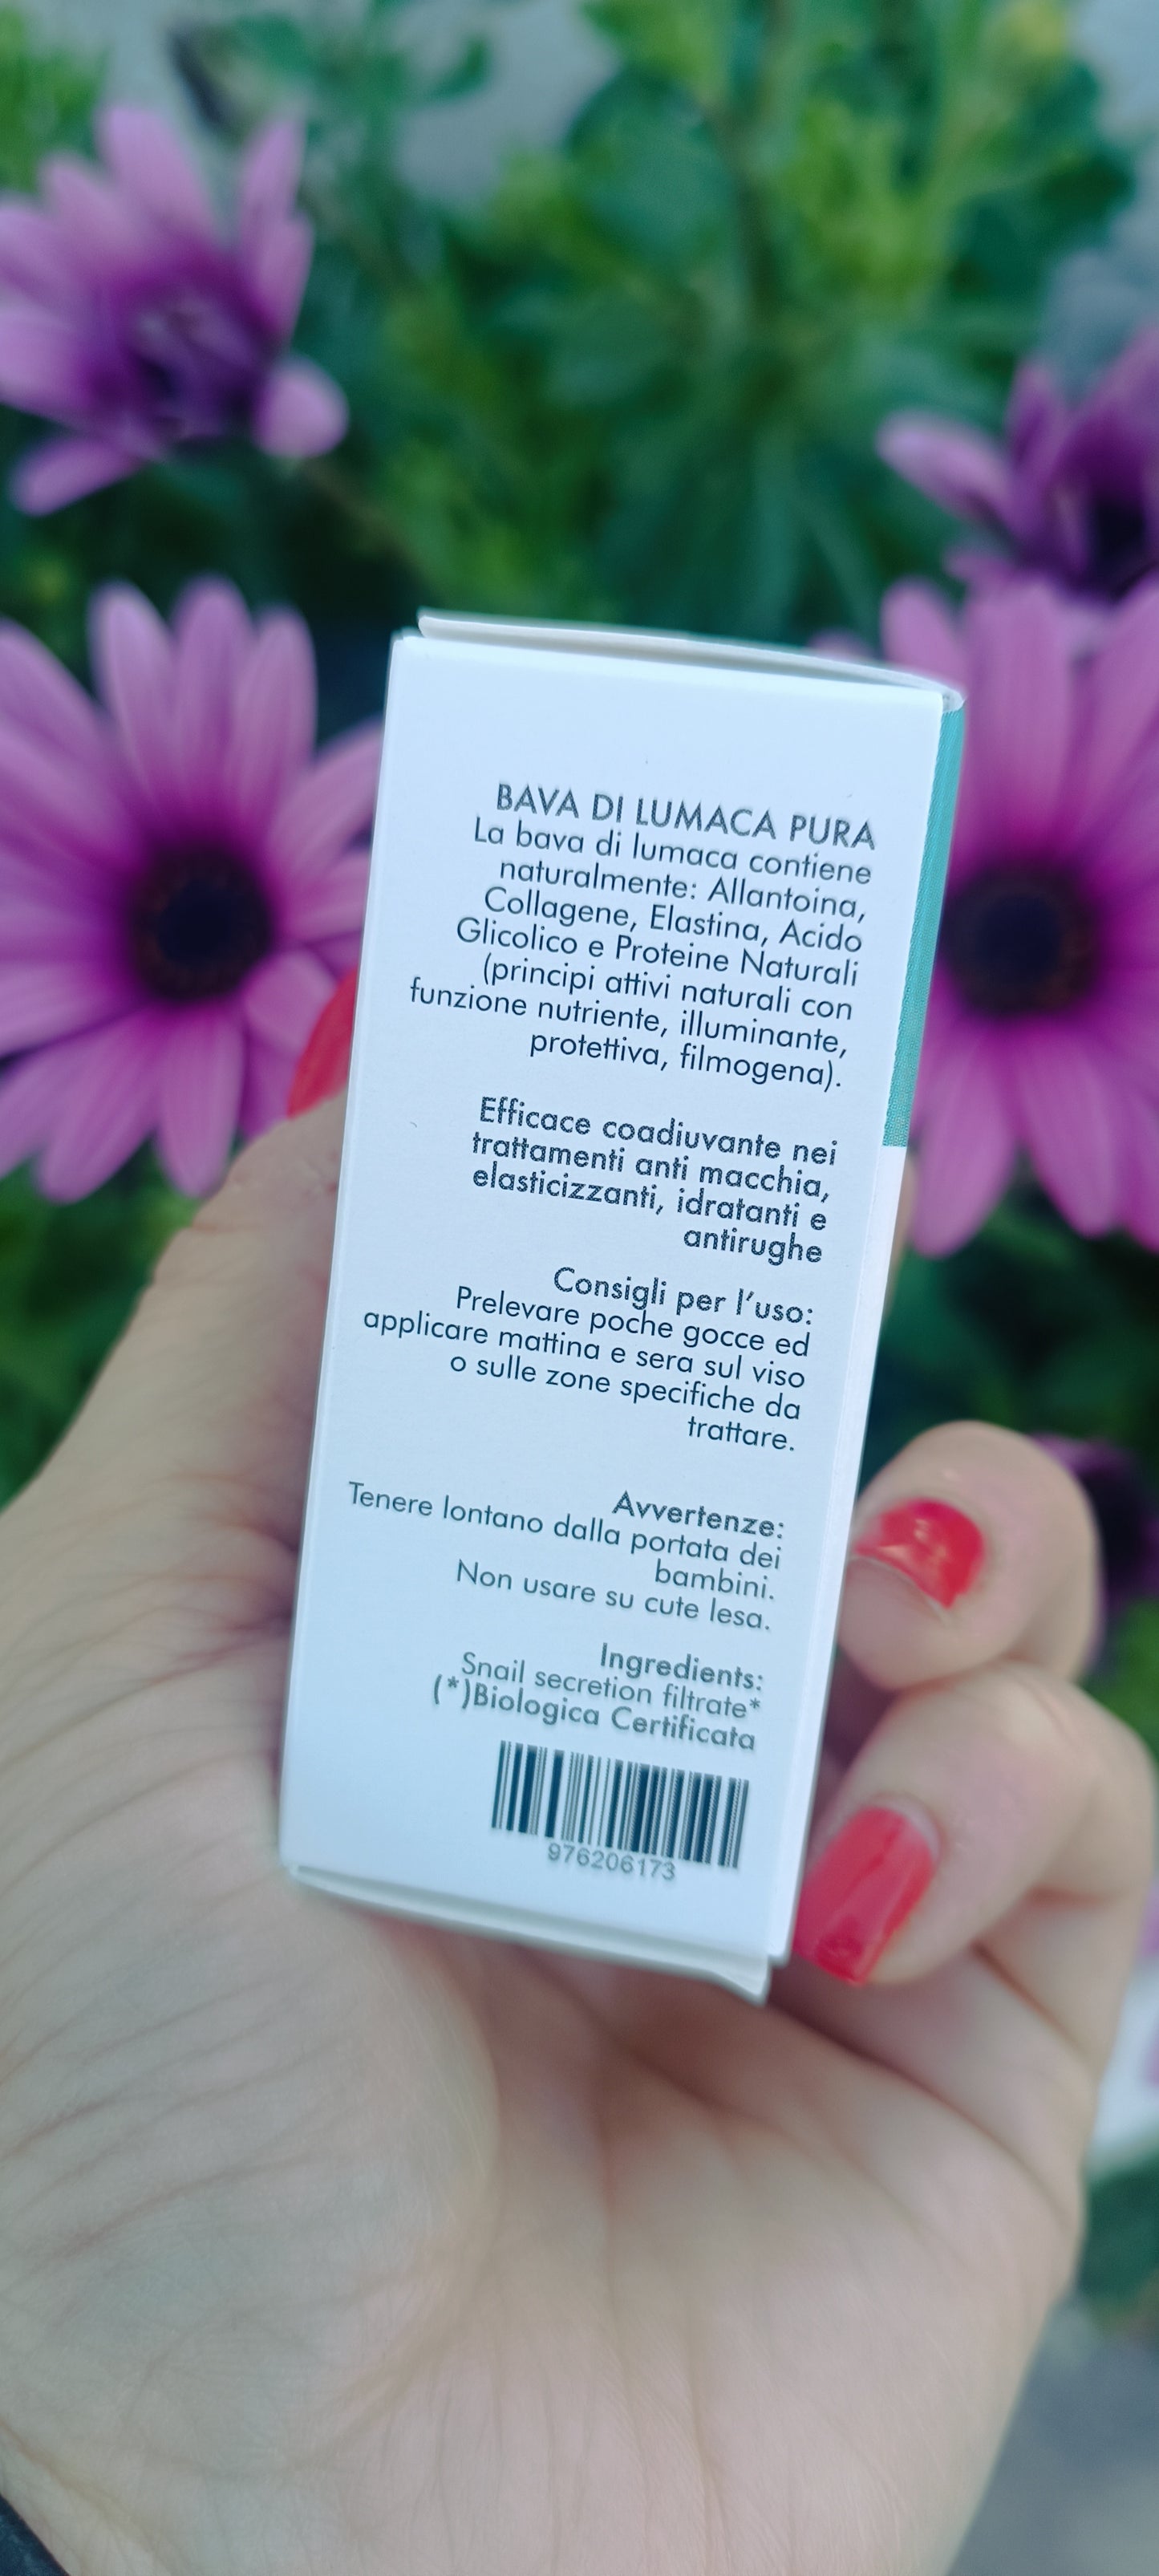 BAVA DI LUMACA PURA
La bava di lumaca contiene
naturalmente: Allantoina,
Collagene, Elastina, Acido
Glicolico e Proteine Naturali
(principi attivi naturali con
funzione nutriente, illuminante,
protettiva, filmogena).
Efficace coadiuvante nei
trattamenti anti macchia,
elasticizzanti, idratanti e
antirughe
Consigli per l'uso:
Prelevare poche gocce ed
applicare mattina e sera sul viso
o sulle zone specifiche da
trattare.
Avvertenze:
Tenere lontano dalla portata dei
bambini.
Non usare su cute lesa.
Ingredients:
Snail secretion filtrate*
(*)Biologica Certificata
976206173